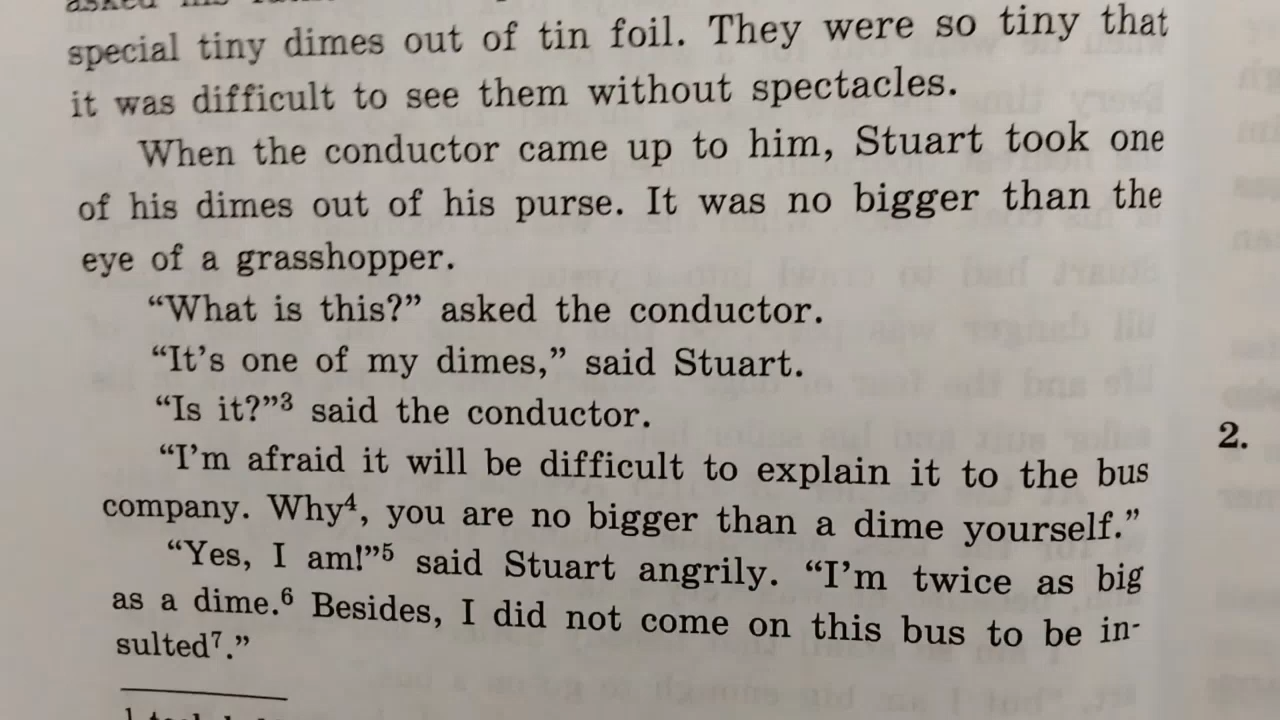 special tiny dimes out of tin foil. They were so tiny that
it was difficult to see them without spectacles.
When the conductor came up to him, Stuart took one
of his dimes out of his purse. It was no bigger than the
eye of a grasshopper.
“What is this?” asked the conductor.
“It’s one of my dimes,” said Stuart.
“Is it?”3 said the conductor.
“I’m afraid it will be difficult to explain it to the bus
company. Why4, you are no bigger than a dime yourself.”
“Yes, I am!”5 said Stuart angrily. “I’m twice as big
as a dime.6 Besides, I did not come on this bus to be in-
sulted7.”
2.